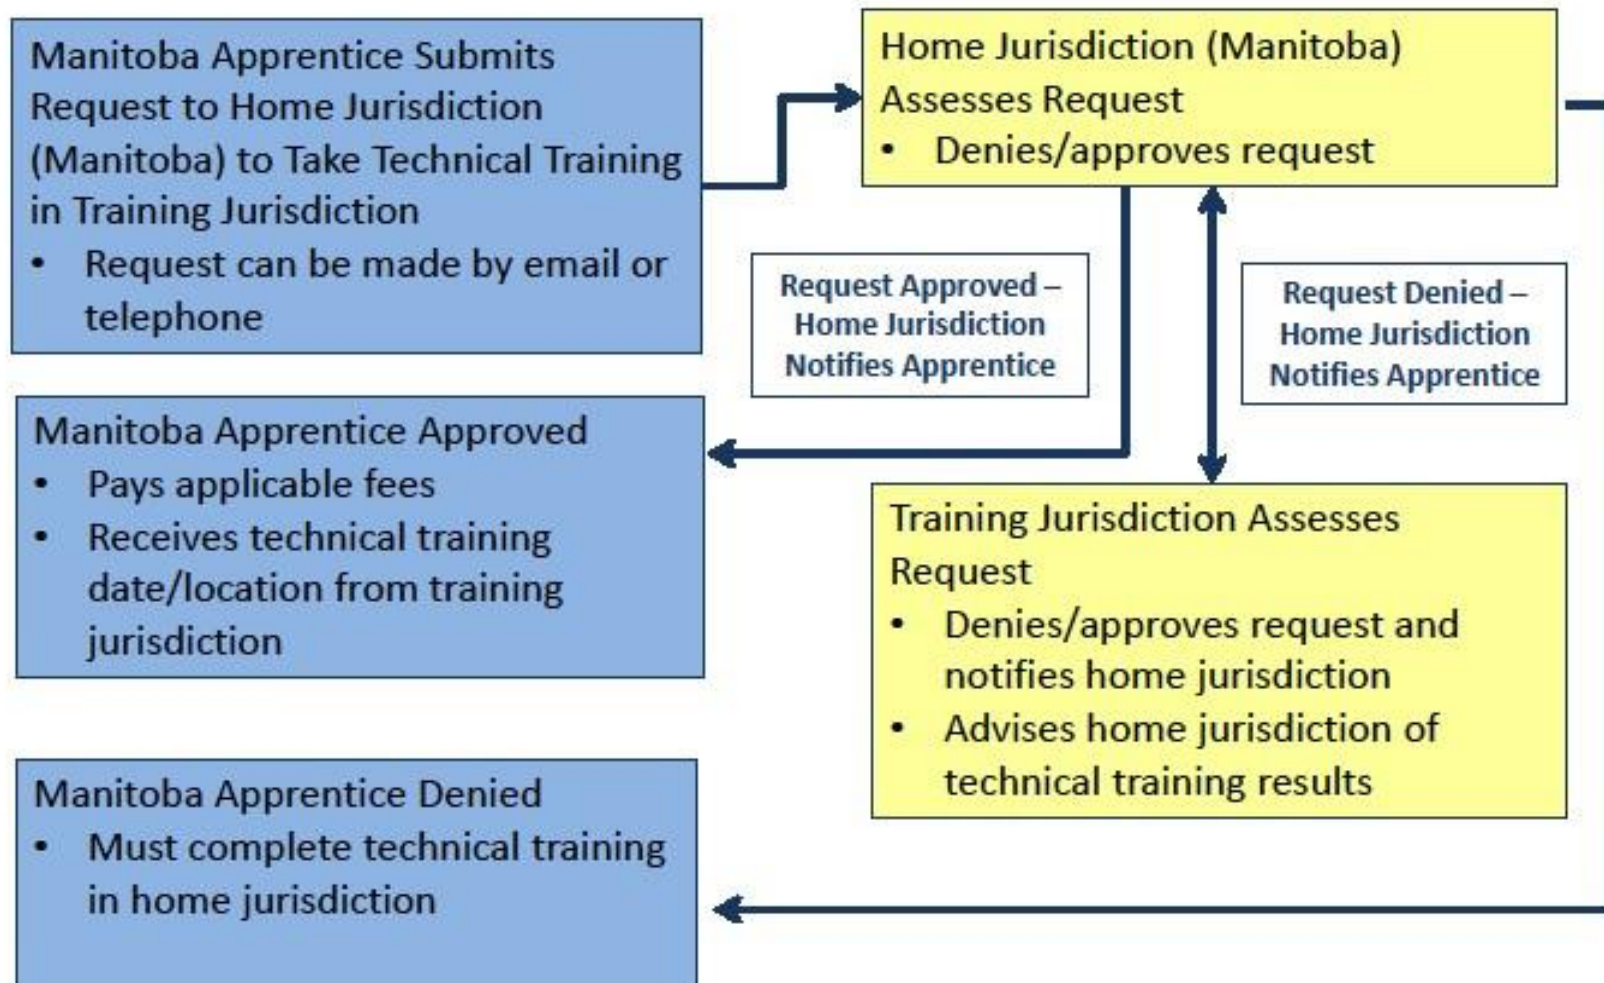 Manitoba Apprentice Submits
Request to Home Jurisdiction
(Manitoba) to Take Technical Training
in Training Jurisdiction
• Request can be made by email or
telephone
Home Jurisdiction (Manitoba)
Assesses Request
• Denies/approves request
Request Approved –
Home Jurisdiction
Notifies Apprentice
Request Denied –
Home Jurisdiction
Notifies Apprentice
Manitoba Apprentice Approved
• Pays applicable fees
• Receives technical training
date/location from training
jurisdiction
Training Jurisdiction Assesses
Request
• Denies/approves request and
notifies home jurisdiction
• Advises home jurisdiction of
technical training results
Manitoba Apprentice Denied
• Must complete technical training
in home jurisdiction